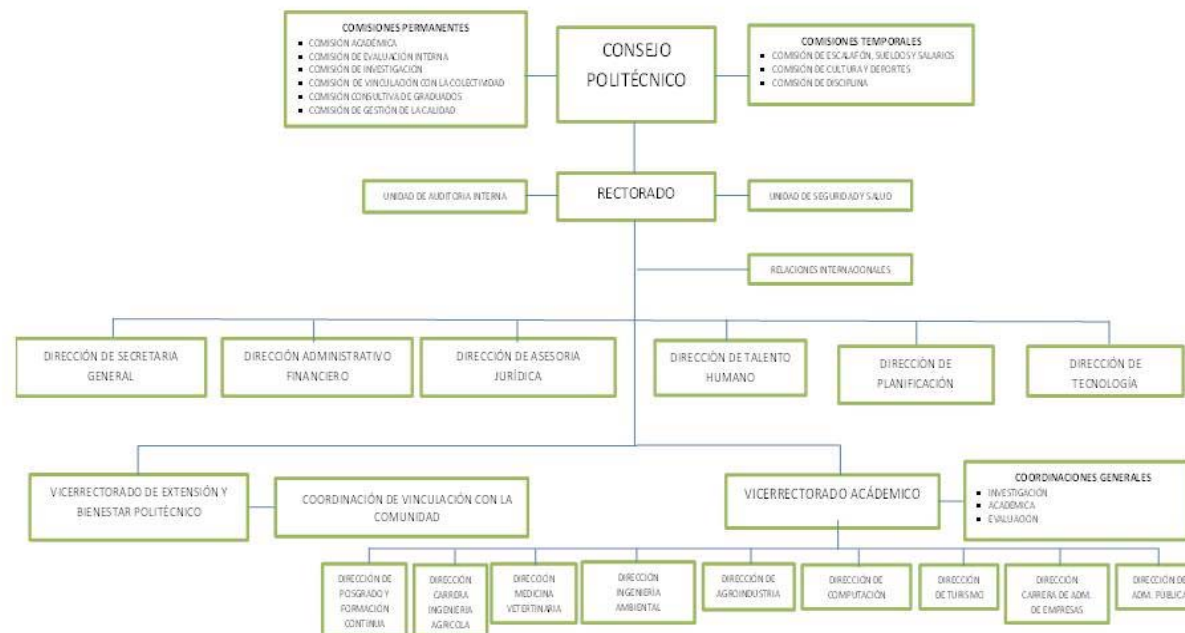 COMISIONES PERMANENTES
▪ COMISIÓN ACADÉMICA
▪ COMISIÓN DE EVALUACIÓN INTERNA
▪ COMISIÓN DE INVESTIGACIÓN
▪ COMISIÓN DE VINCULACIÓN CON LA COLECTIVIDAD
▪ COMISIÓN CONSULTIVA DE GRADUADOS
▪ COMISIÓN DE GESTIÓN DE LA CALIDAD
CONSEJO
POLITÉCNICO
COMISIONES TEMPORALES
▪ COMISIÓN DE ESCALAFÓN, SUELDOS Y SALARIOS
▪ COMISIÓN DE CULTURA Y DEPORTES
▪ COMISIÓN DE DISCIPLINA
UNIDAD DE AUDITORIA INTERNA
RECTORADO
UNIDAD DE SEGURIDAD Y SALUD
RELACIONES INTERNACIONALES
DIRECCIÓN DE SECRETARIA
GENERAL
DIRECCIÓN ADMINISTRATIVO
FINANCIERO
DIRECCIÓN DE ASESORIA
JURÍDICA
DIRECCIÓN DE TALENTO
HUMANO
DIRECCIÓN DE
PLANIFICACIÓN
DIRECCIÓN DE
TECNOLOGÍA
VICERRECTORADO DE EXTENSIÓN Y
BIENESTAR POLITÉCNICO
COORDINACIÓN DE VINCULACIÓN CON LA
COMUNIDAD
VICERRECTORADO ACÁDEMICO
COORDINACIONES GENERALES
▪ INVESTIGACIÓN
▪ ACADÉMICA
▪ EVALUACIÓN
DIRECCIÓN DE
POSGRADO Y
FORMACIÓN
CONTINUA
DIRECCIÓN
CARRERA
INGENIERIA
AGRICOLA
DIRECCIÓN
MEDICINA
VETERTINARIA
DIRECCIÓN
INGENIERÍA
AMBIENTAL
DIRECCIÓN DE
AGROINDUSTRIA
DIRECCIÓN DE
COMPUTACIÓN
DIRECCIÓN
DE TURISMO
DIRECCIÓN
CARRERA DE ADM.
DE EMPRESAS
DIRECCIÓN DE
ADM. PÚBLICA